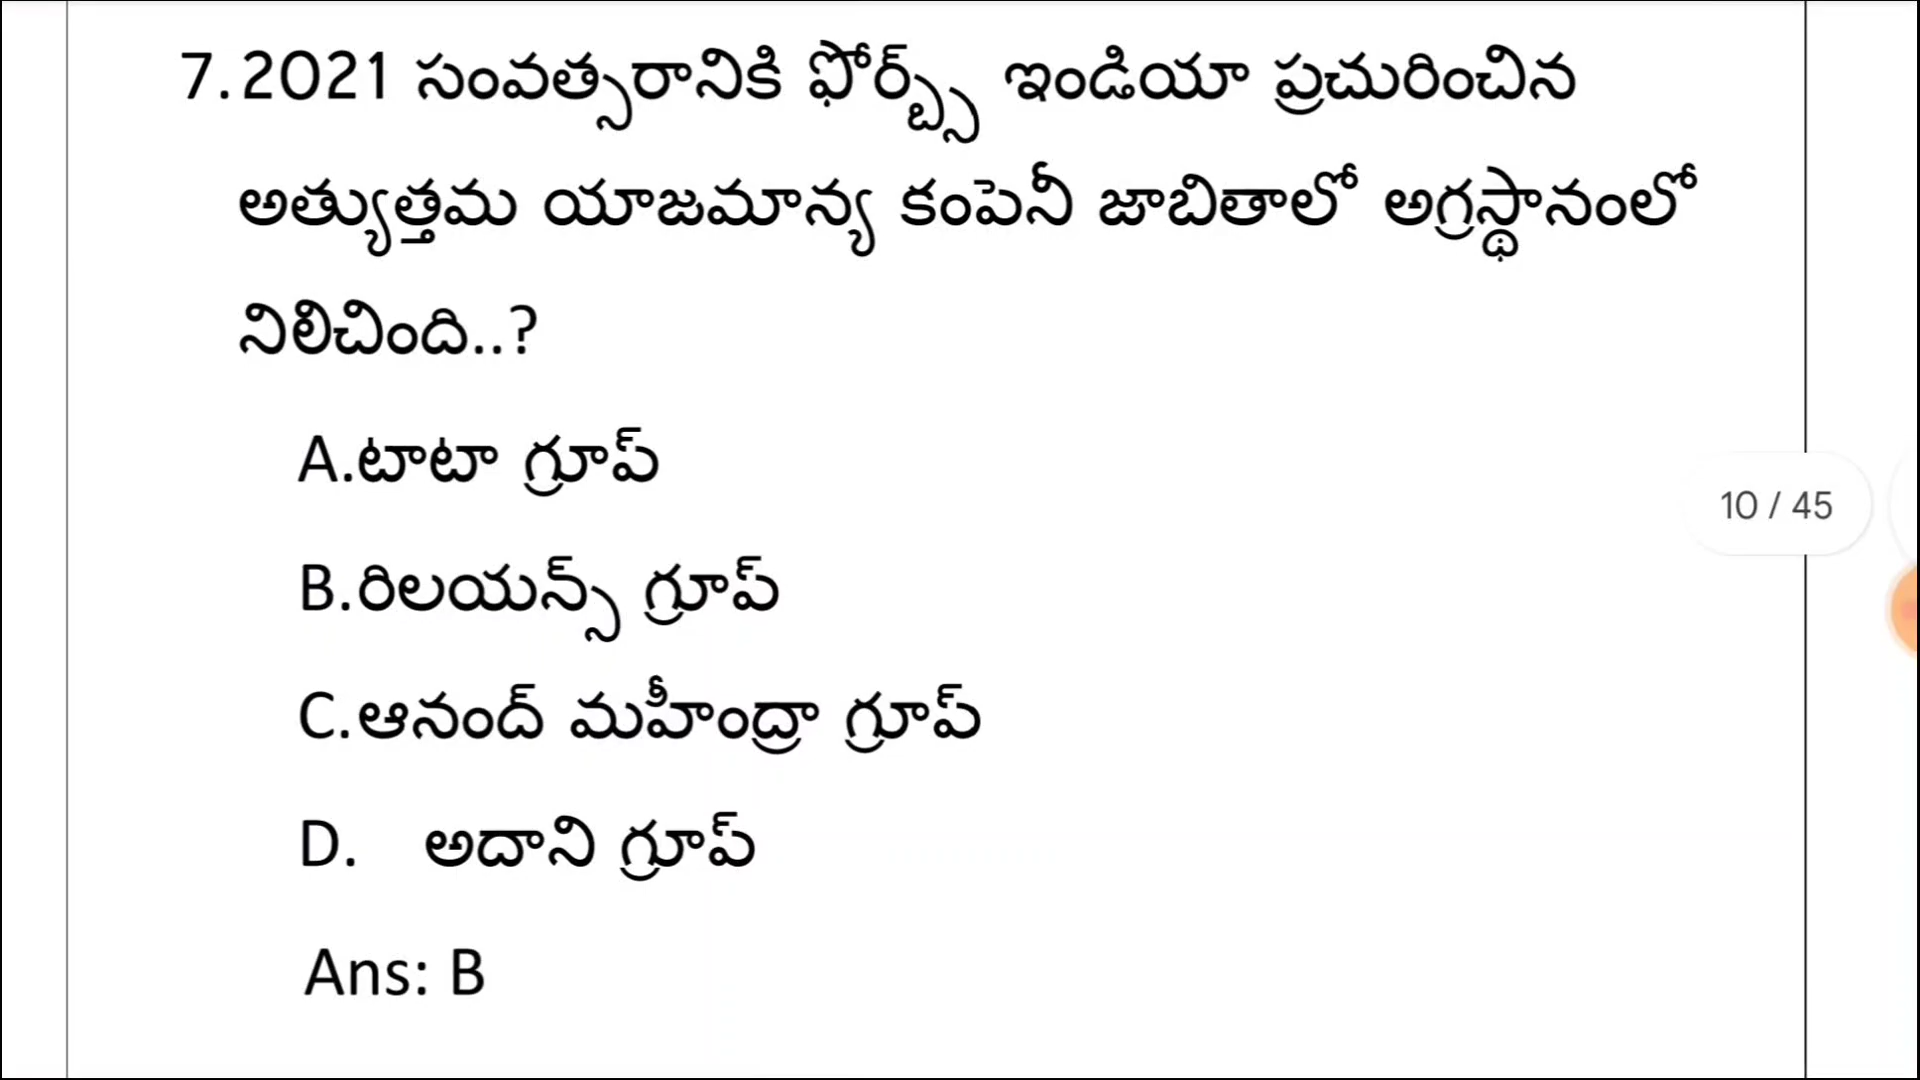 7. 2021 సంవత్సరానికి ఫోర్బ్స్ ఇండియా ప్రచురించిన
అత్యుత్తమ యాజమాన్య కంపెనీ జాబితాలో అగ్రస్థానంలో
నిలిచింది..?
A.టాటా గ్రూప్
10 / 45
B.రిలయన్స్ గ్రూప్
C.ఆనంద్ మహీంద్రా గ్రూప్
D. అదాని గ్రూప్
Ans: B